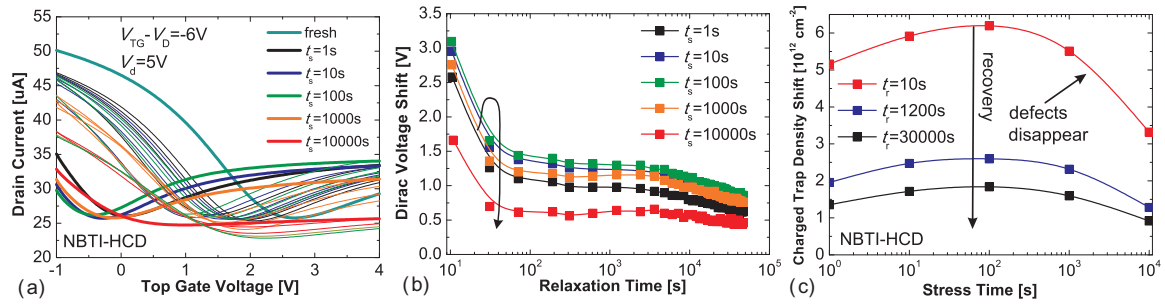 Drain Current [uA]
55
50
45
40
35
30
25
20
V_TG - V_D = -6V
V_d = 5V
fresh
t_s = 1s
t_s = 10s
t_s = 100s
t_s = 1000s
t_s = 10000s
NBTI-HCD
-1 0 1 2 3 4
(a) Top Gate Voltage [V]
Dirac Voltage Shift [V]
3.5
3.0
2.5
2.0
1.5
1.0
0.5
0.0
t_s = 1s
t_s = 10s
t_s = 100s
t_s = 1000s
t_s = 10000s
10^1 10^2 10^3 10^4 10^5
(b) Relaxation Time [s]
Charged Trap Density Shift [10^12 cm^-2]
6
4
2
0
recovery
t_r = 10s
t_r = 1200s
t_r = 30000s
defects
disappear
NBTI-HCD
10^0 10^1 10^2 10^3 10^4
(c) Stress Time [s]